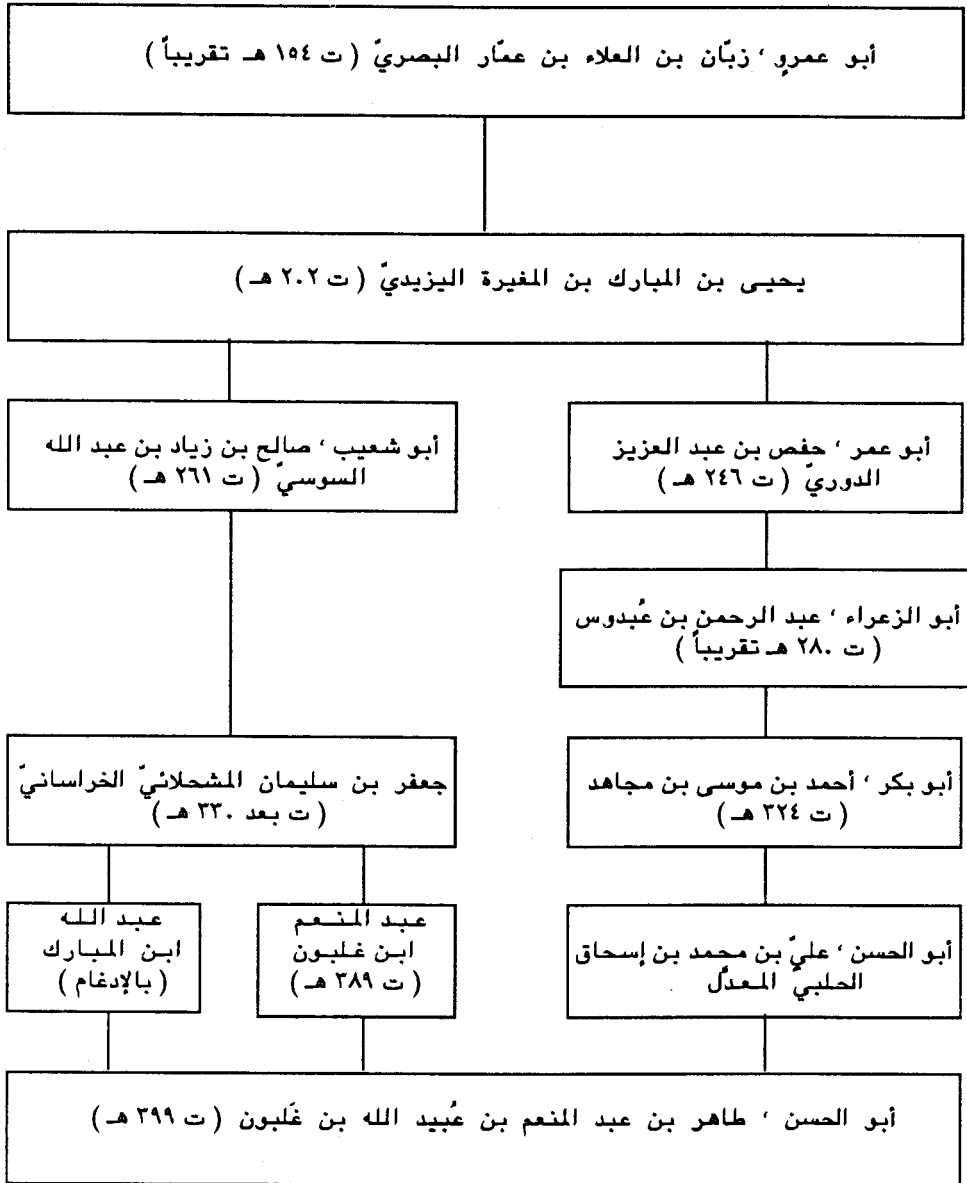 أبو عمرٍو ، زبّان بن العلاء بن عمّار البصريّ ( ت ١٥٤ هـ تقريباً )
يحيى بن المبارك بن المغيرة اليزيديّ ( ت ٢٠٢ هـ )
أبو عمر ، حفص بن عبد العزيز
الدوريّ ( ت ٢٤٦ هـ )
أبو شعيب ، صالح بن زياد بن عبد الله
السوسيّ ( ت ٢٦١ هـ )
أبو الزعراء ، عبد الرحمن بن عُبدوس
( ت ٢٨٠ هـ تقريباً )
أبو بكر ، أحمد بن موسى بن مجاهد
( ت ٣٢٤ هـ )
جعفر بن سليمان المشحلائيّ الخراسانيّ
( ت بعد ٣٣٠ هـ )
أبو الحسن ، عليّ بن محمد بن إسحاق
الحلبيّ المعدَّل
عبد المنعم
ابن غلبون
( ت ٣٨٩ هـ )
عبد الله
ابن المبارك
( بالإدغام )
أبو الحسن ، طاهر بن عبد المنعم بن عُبيد الله بن غَلبون ( ت ٣٩٩ هـ )